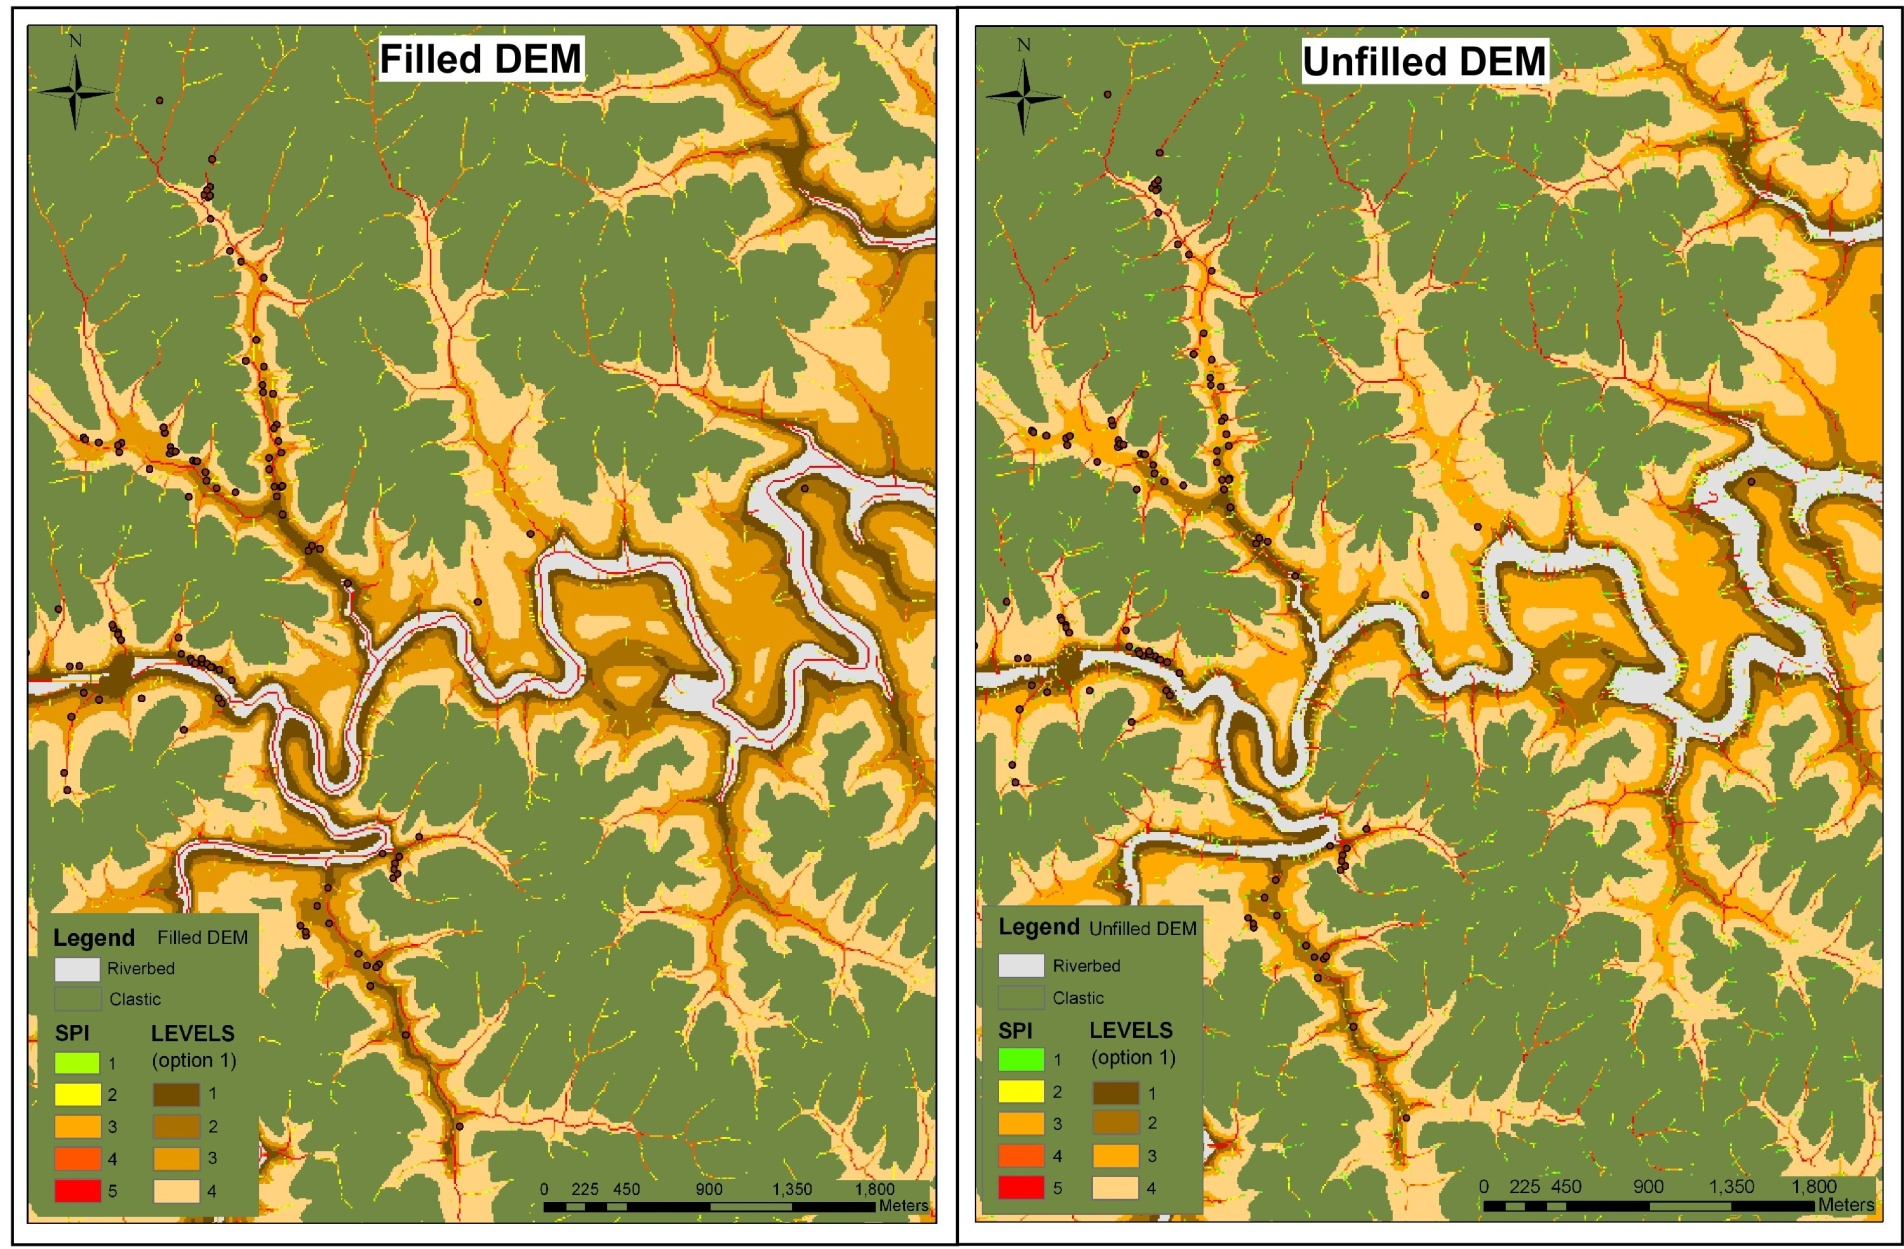 N
Filled DEM
Legend Filled DEM
Riverbed
Clastic
SPI LEVELS
(option 1)
1
2 1
3 2
4 3
5 4
0 225 450 900 1,350 1,800
Meters
N
Unfilled DEM
Legend Unfilled DEM
Riverbed
Clastic
SPI LEVELS
(option 1)
1
2 1
3 2
4 3
5 4
0 225 450 900 1,350 1,800
Meters